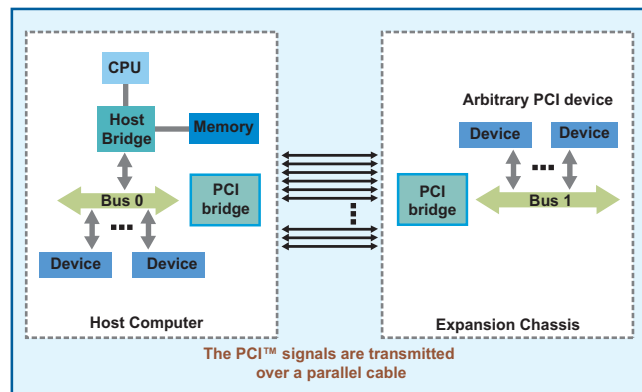 CPU
Host
Bridge
Memory
Bus 0
PCI
bridge
Device
Device
Host Computer
Arbitrary PCI device
Device
Device
PCI
bridge
Bus 1
Expansion Chassis
The PCI™ signals are transmitted
over a parallel cable